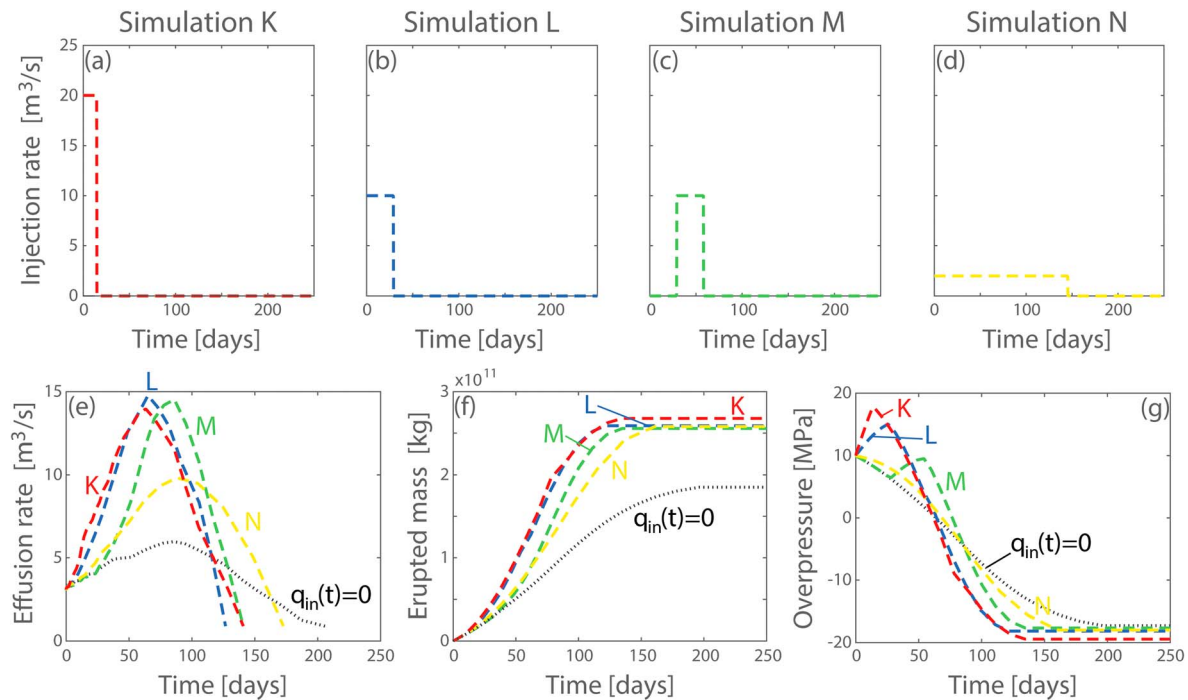 Simulation K
Simulation L
Simulation M
Simulation N
Injection rate [m³/s]
25
20
15
10
5
0
(a)
(b)
(c)
(d)
0 100 200
0 100 200
0 100 200
0 100 200
Time [days]
Time [days]
Time [days]
Time [days]
Effusion rate [m³/s]
15
10
5
0
(e)
L
M
K
N
qin(t)=0
0 50 100 150 200 250
Time [days]
Erupted mass [kg]
x10¹¹
3
2
1
0
(f)
L
K
M
N
qin(t)=0
0 50 100 150 200 250
Time [days]
Overpressure [MPa]
20
10
0
-10
-20
(g)
K
L
M
qin(t)=0
N
0 50 100 150 200 250
Time [days]